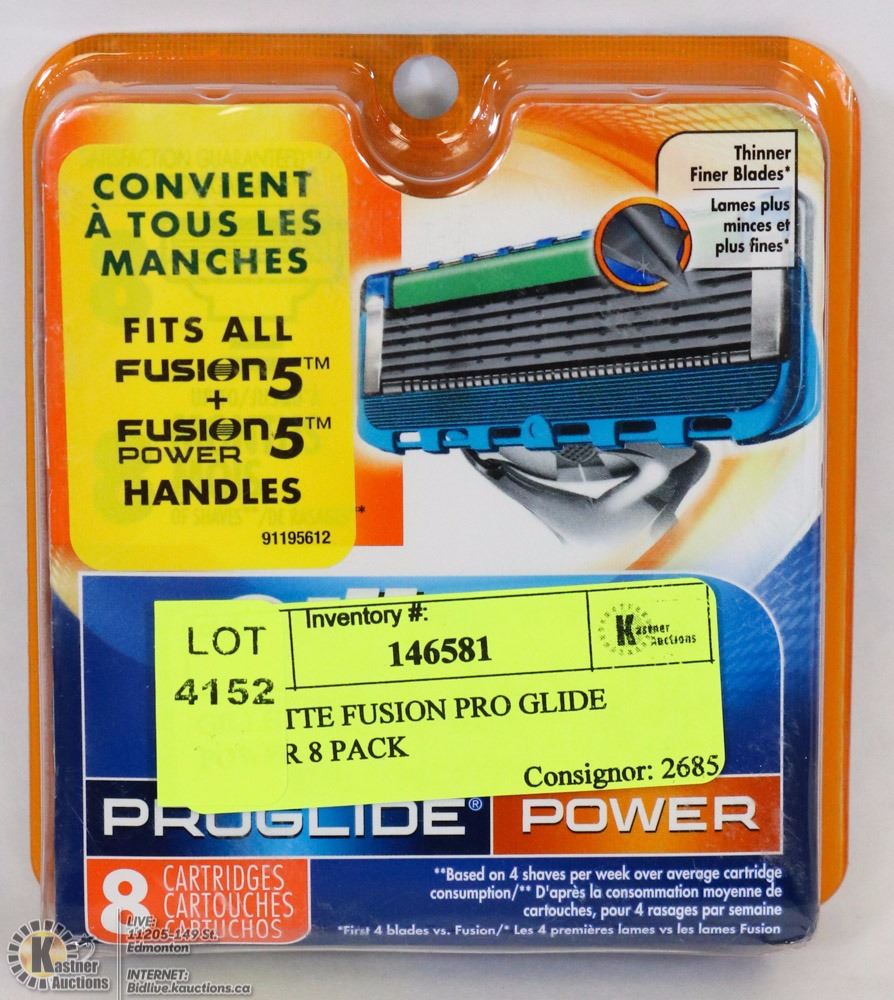 CONVIENT
À TOUS LES
MANCHES
FITS ALL
FUSION5™
+
FUSION5™
POWER
HANDLES
91195612
Thinner
Finer Blades*
Lames plus
minces et
plus fines*
LOT
4152
Inventory #:
146581
Kastner
Auctions
TTE FUSION PRO GLIDE
R 8 PACK
Consignor: 2685
PROGLIDE® POWER
8 CARTRIDGES
CARTOUCHES
CARTUCHOS
**Based on 4 shaves per week over average cartridge
consumption/** D'après la consommation moyenne de
cartouches, pour 4 rasages par semaine
*First 4 blades vs. Fusion/* Les 4 premières lames vs les lames Fusion
Kastner
Auctions
LIVE:
11205-149 St.
Edmonton
INTERNET:
Bidlive.kauctions.ca